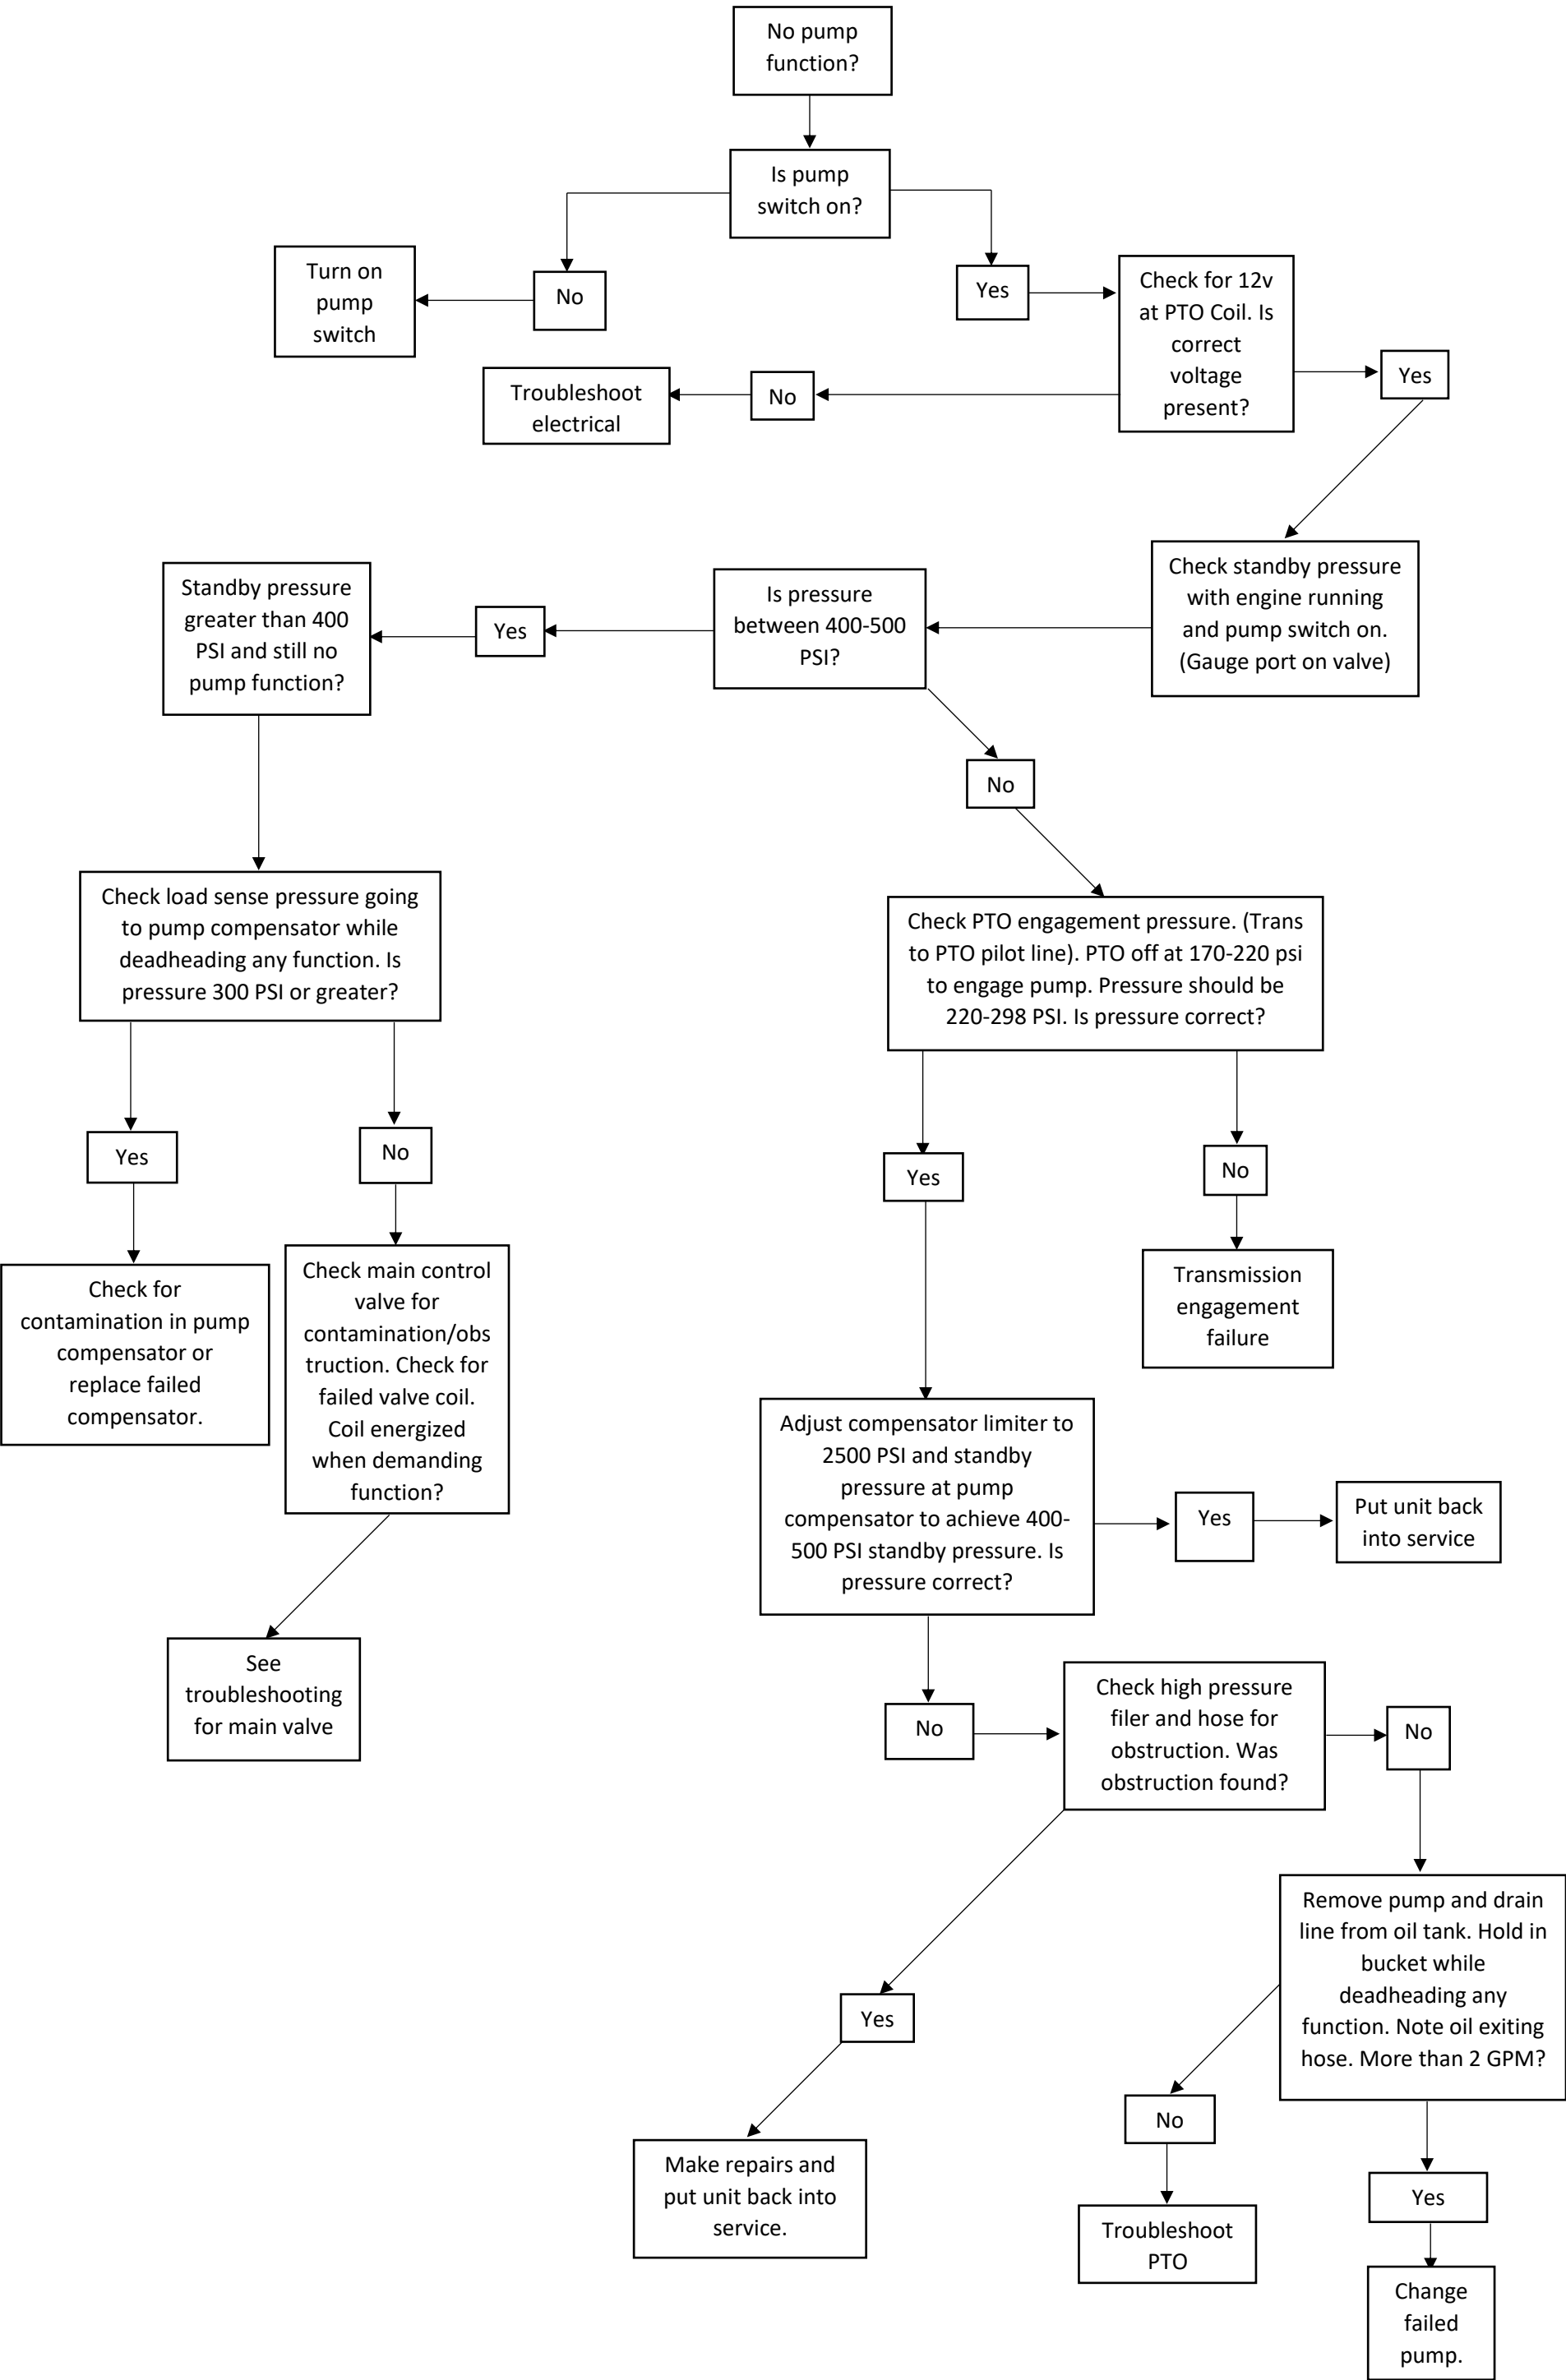 No pump
function?
Is pump
switch on?
Turn on
pump
switch
No
Yes
Check for 12v
at PTO Coil. Is
correct
voltage
present?
Yes
Troubleshoot
electrical
No
Check standby pressure
with engine running
and pump switch on.
(Gauge port on valve)
Is pressure
between 400-500
PSI?
Yes
Standby pressure
greater than 400
PSI and still no
pump function?
No
Check load sense pressure going
to pump compensator while
deadheading any function. Is
pressure 300 PSI or greater?
Check PTO engagement pressure. (Trans
to PTO pilot line). PTO off at 170-220 psi
to engage pump. Pressure should be
220-298 PSI. Is pressure correct?
Yes
No
Yes
No
Check for
contamination in pump
compensator or
replace failed
compensator.
Check main control
valve for
contamination/obs
truction. Check for
failed valve coil.
Coil energized
when demanding
function?
Transmission
engagement
failure
Adjust compensator limiter to
2500 PSI and standby
pressure at pump
compensator to achieve 400-
500 PSI standby pressure. Is
pressure correct?
Yes
Put unit back
into service
See
troubleshooting
for main valve
No
Check high pressure
filer and hose for
obstruction. Was
obstruction found?
No
Remove pump and drain
line from oil tank. Hold in
bucket while
deadheading any
function. Note oil exiting
hose. More than 2 GPM?
Yes
Make repairs and
put unit back into
service.
No
Troubleshoot
PTO
Yes
Change
failed
pump.